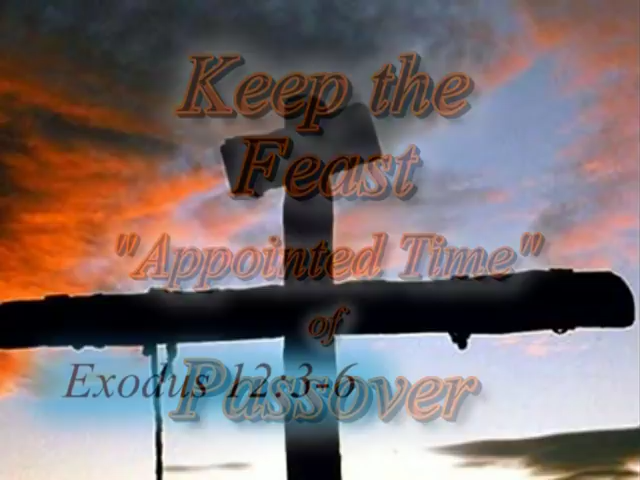 Keep the
Feast
"Appointed Time"
of
Exodus 12:3-6
Passover